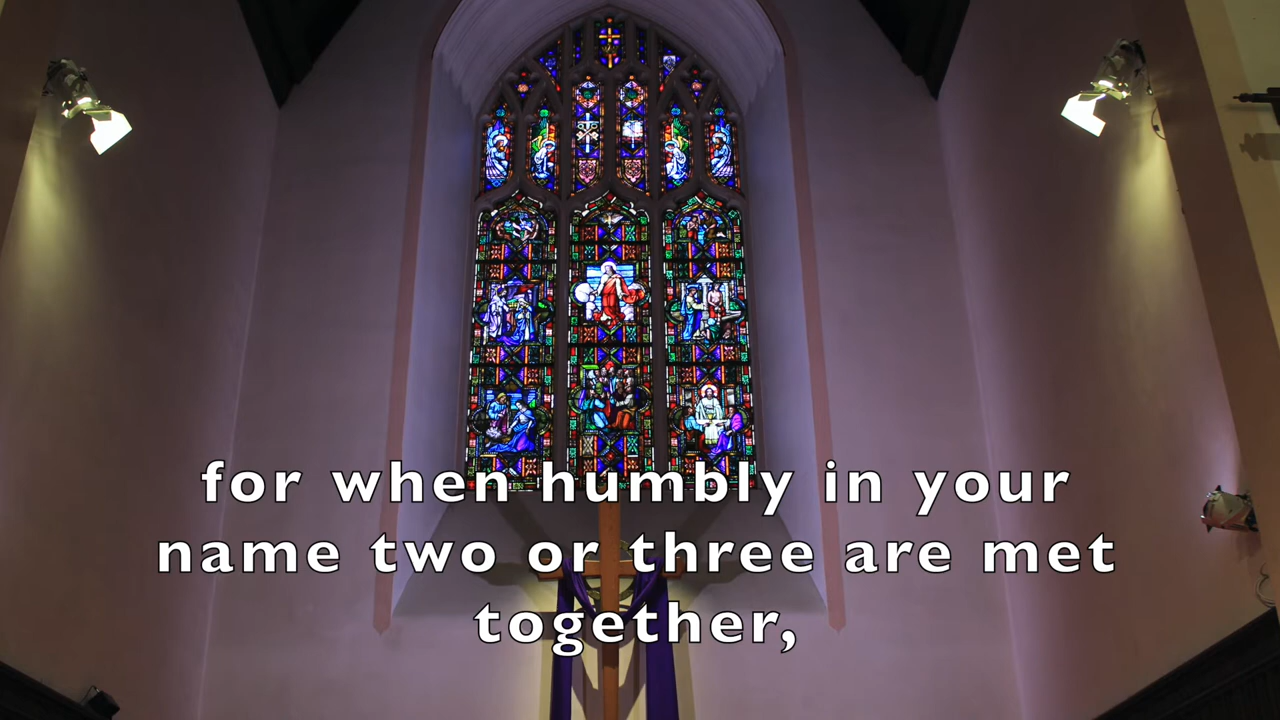 for when humbly in your
name two or three are met
together,